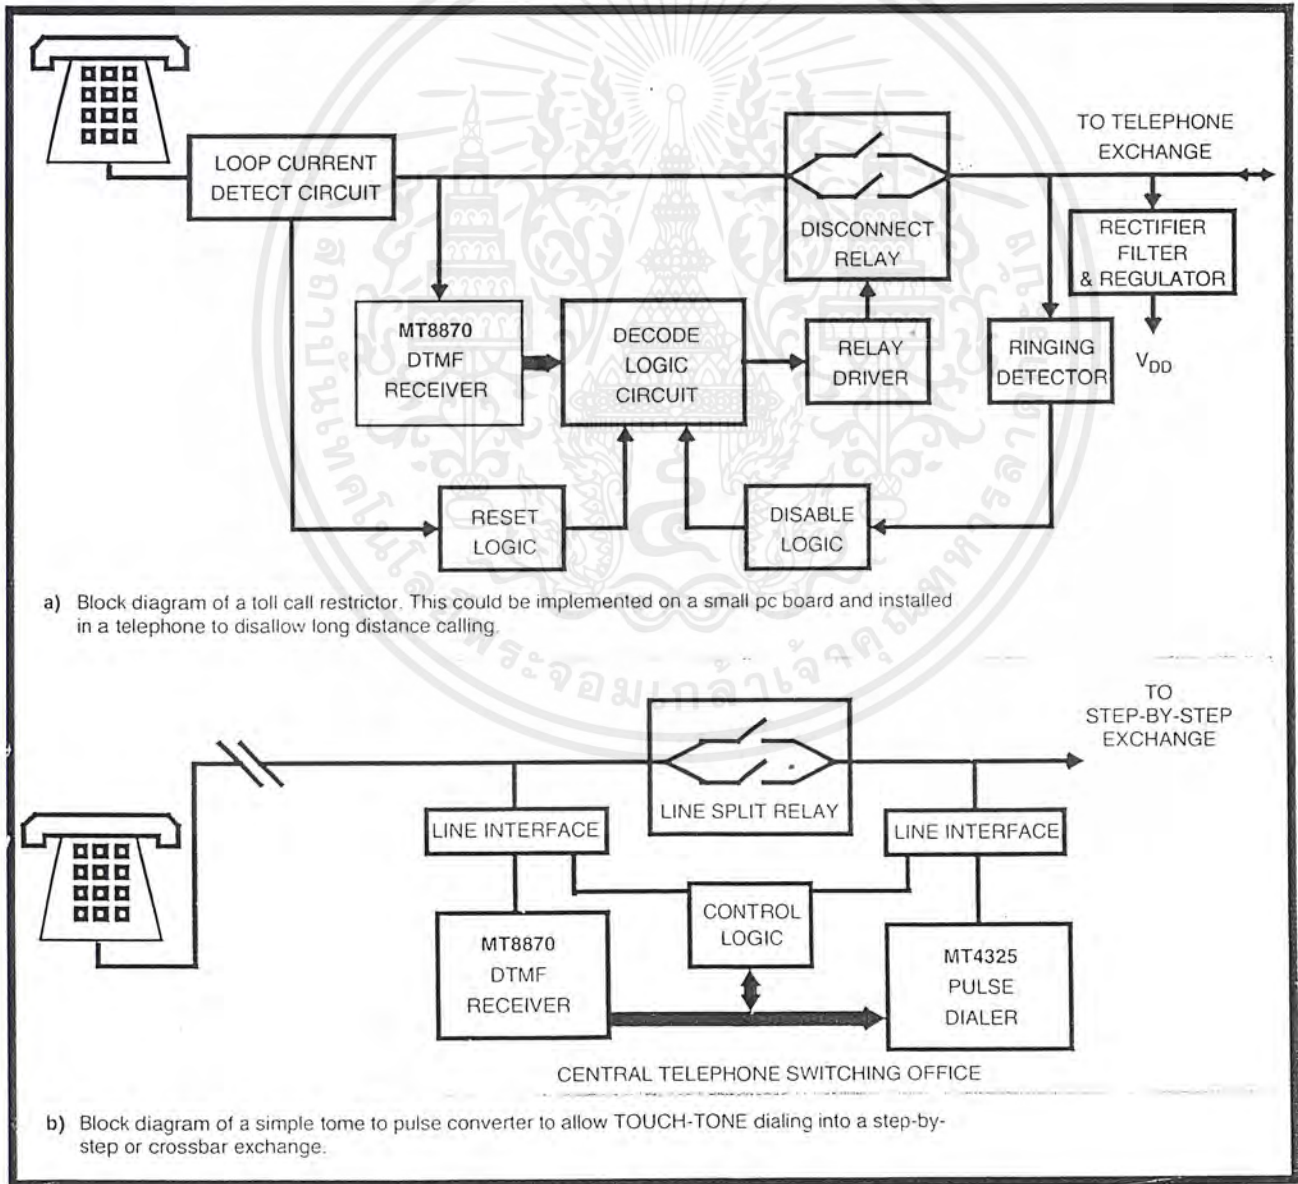 LOOP CURRENT
DETECT CIRCUIT
DISCONNECT
RELAY
TO TELEPHONE
EXCHANGE
RECTIFIER
FILTER
& REGULATOR
VDD
MT8870
DTMF
RECEIVER
DECODE
LOGIC
CIRCUIT
RELAY
DRIVER
RINGING
DETECTOR
RESET
LOGIC
DISABLE
LOGIC
a) Block diagram of a toll call restrictor. This could be implemented on a small pc board and installed
in a telephone to disallow long distance calling.
TO
STEP-BY-STEP
EXCHANGE
LINE SPLIT RELAY
LINE INTERFACE
LINE INTERFACE
CONTROL
LOGIC
MT8870
DTMF
RECEIVER
MT4325
PULSE
DIALER
CENTRAL TELEPHONE SWITCHING OFFICE
b) Block diagram of a simple tome to pulse converter to allow TOUCH-TONE dialing into a step-by-
step or crossbar exchange.